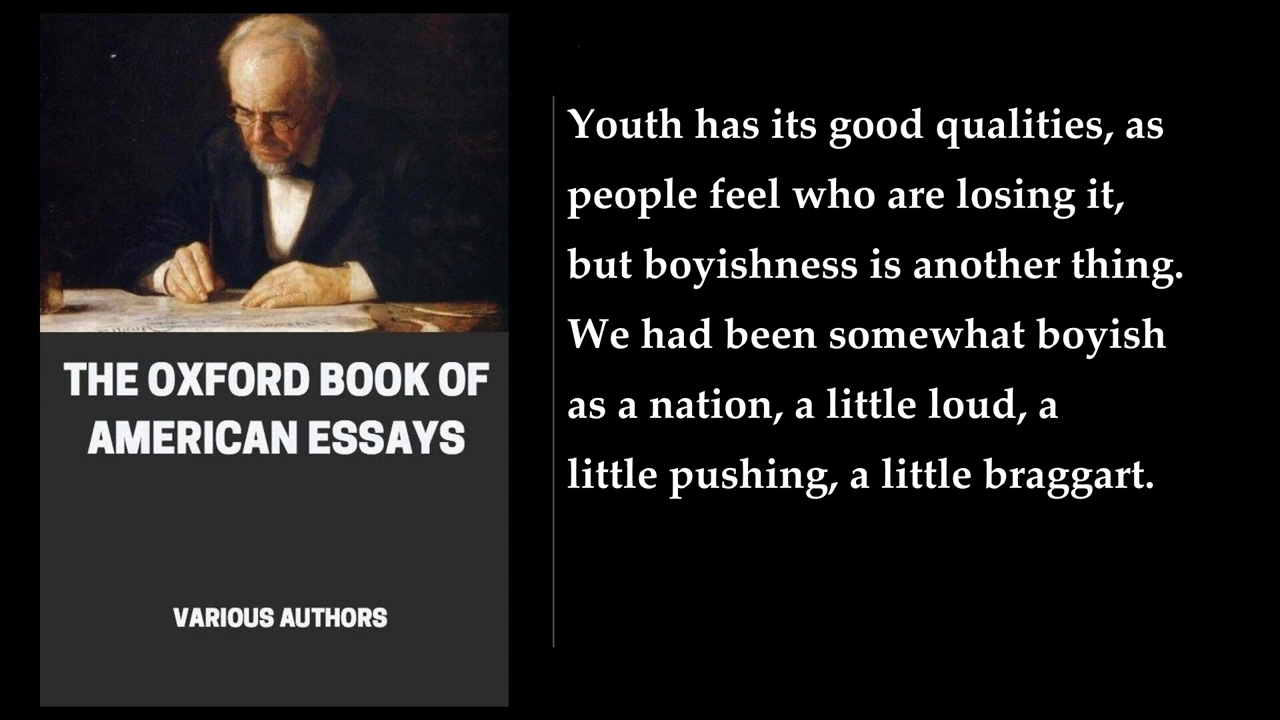 THE OXFORD BOOK OF
AMERICAN ESSAYS
VARIOUS AUTHORS
Youth has its good qualities, as
people feel who are losing it,
but boyishness is another thing.
We had been somewhat boyish
as a nation, a little loud, a
little pushing, a little braggart.